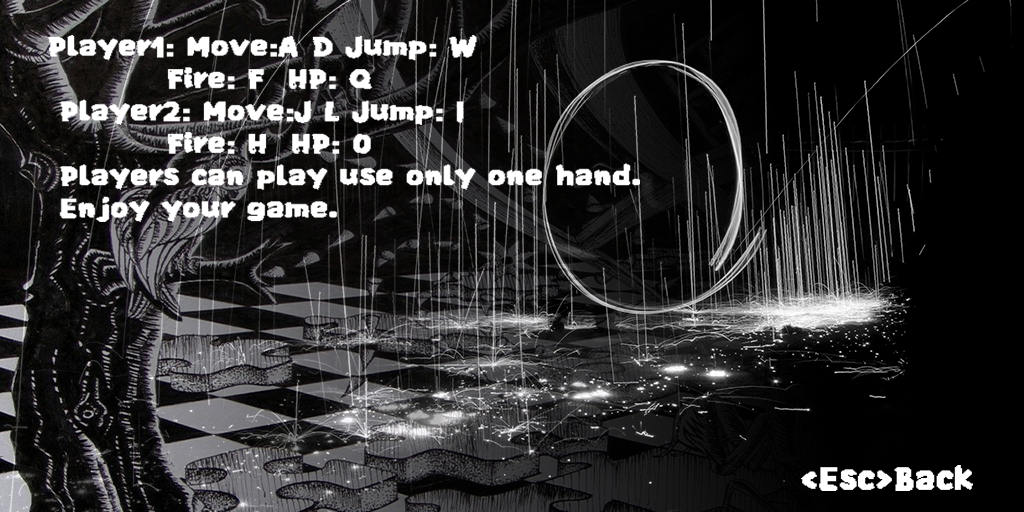 Player1: Move:A D Jump: W
Fire: F HP: Q
Player2: Move:J L Jump: I
Fire: H HP: O
Players can play use only one hand.
Enjoy your game.
<Esc>Back